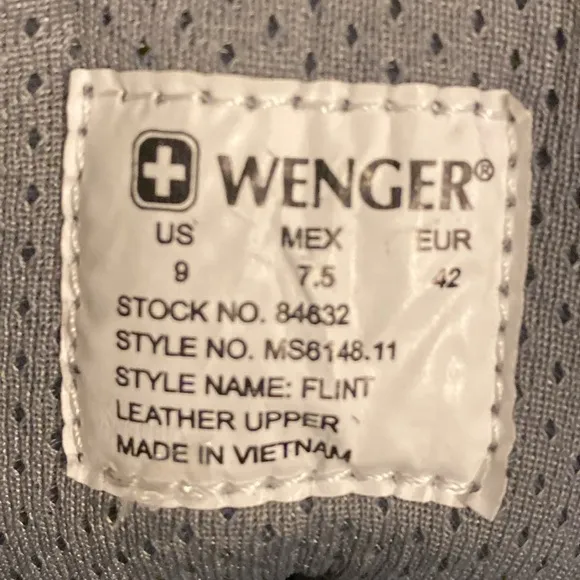 WENGER®
US MEX EUR
9 7.5 42
STOCK NO. 84632
STYLE NO. MS6148.11
STYLE NAME: FLINT
LEATHER UPPER
MADE IN VIETNAM